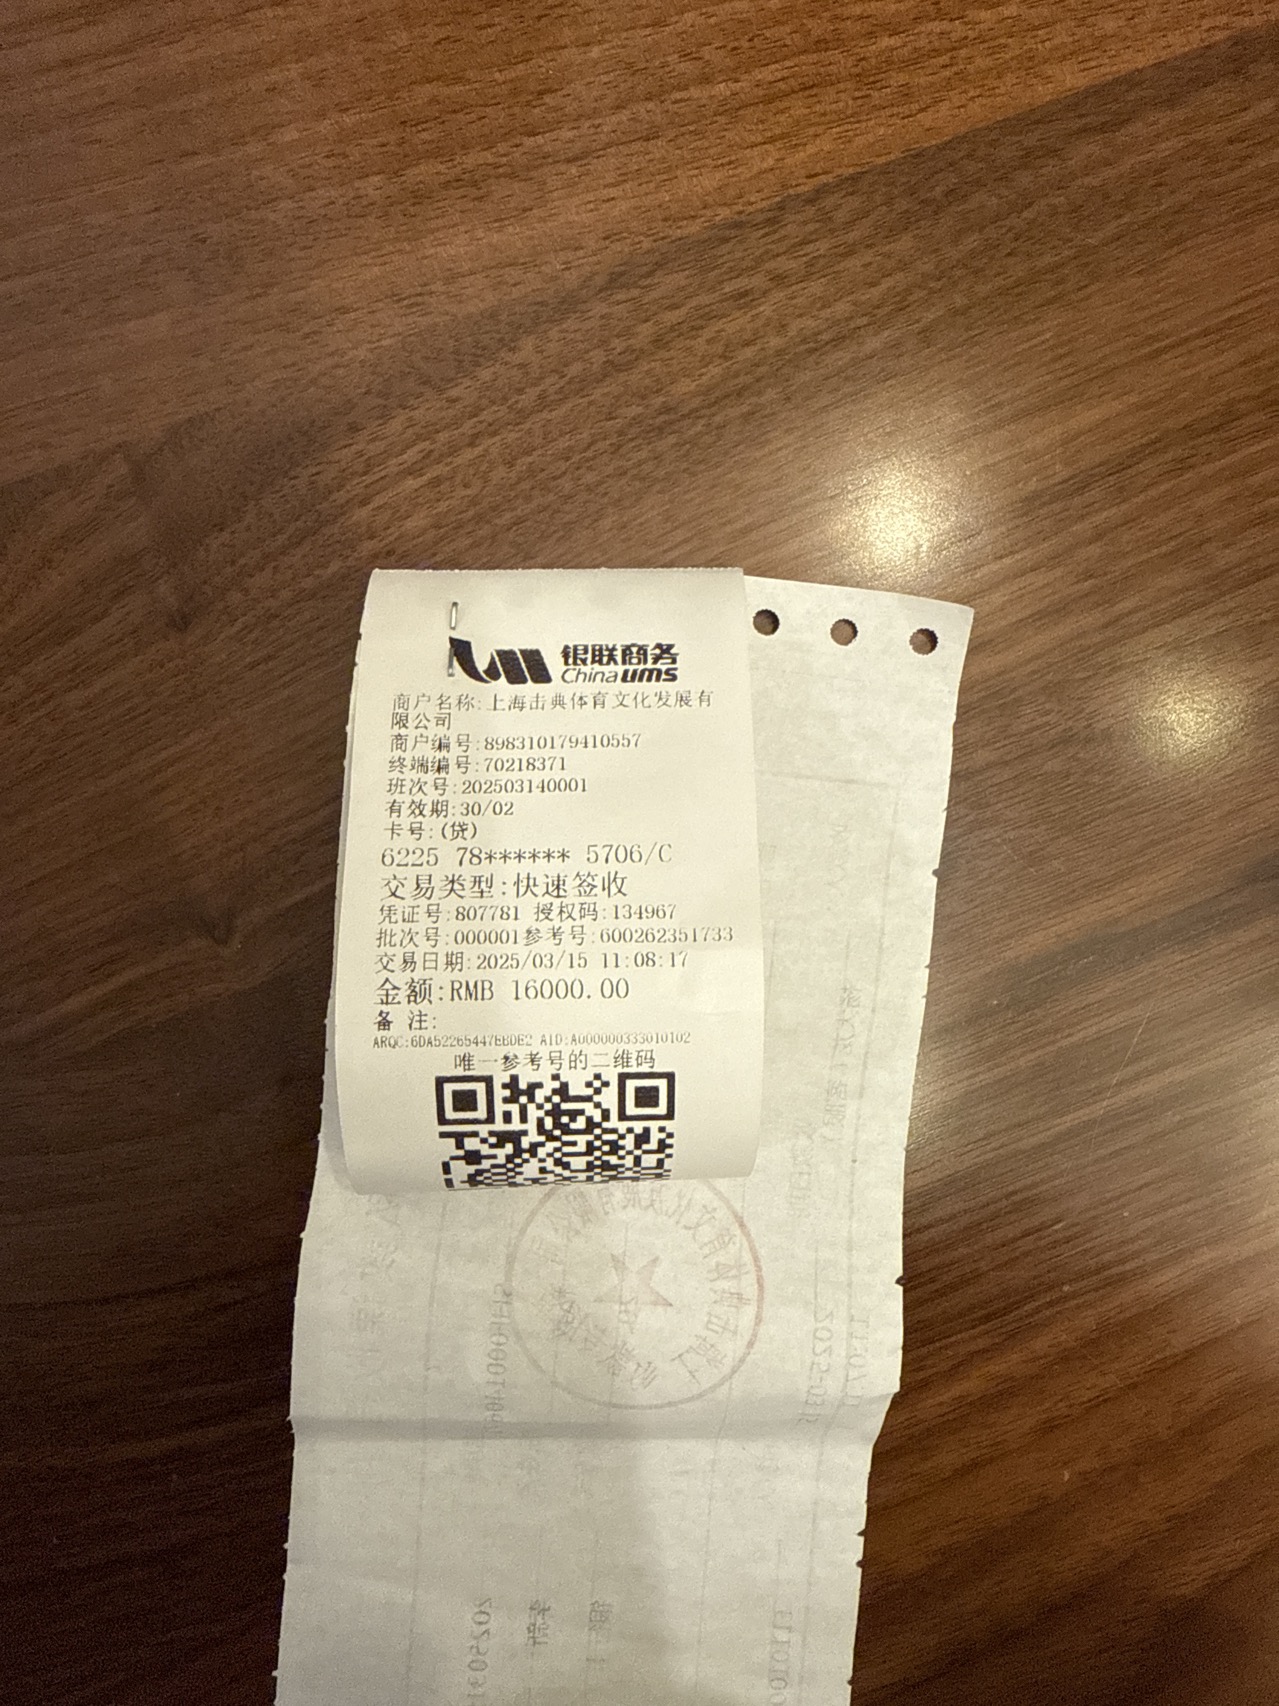 银联商务
China ums
商户名称:上海击典体育文化发展有
限公司
商户编号:898310179410557
终端编号:70218371
班次号:202503140001
有效期:30/02
卡号:(贷)
6225 78****** 5706/C
交易类型:快速签收
凭证号:807781 授权码:134967
批次号:000001参考号:600262351733
交易日期:2025/03/15 11:08:17
金额:RMB 16000.00
备 注:
ARQC:6DA52265447EBDE2 AID:A000000333010102
唯一参考号的二维码